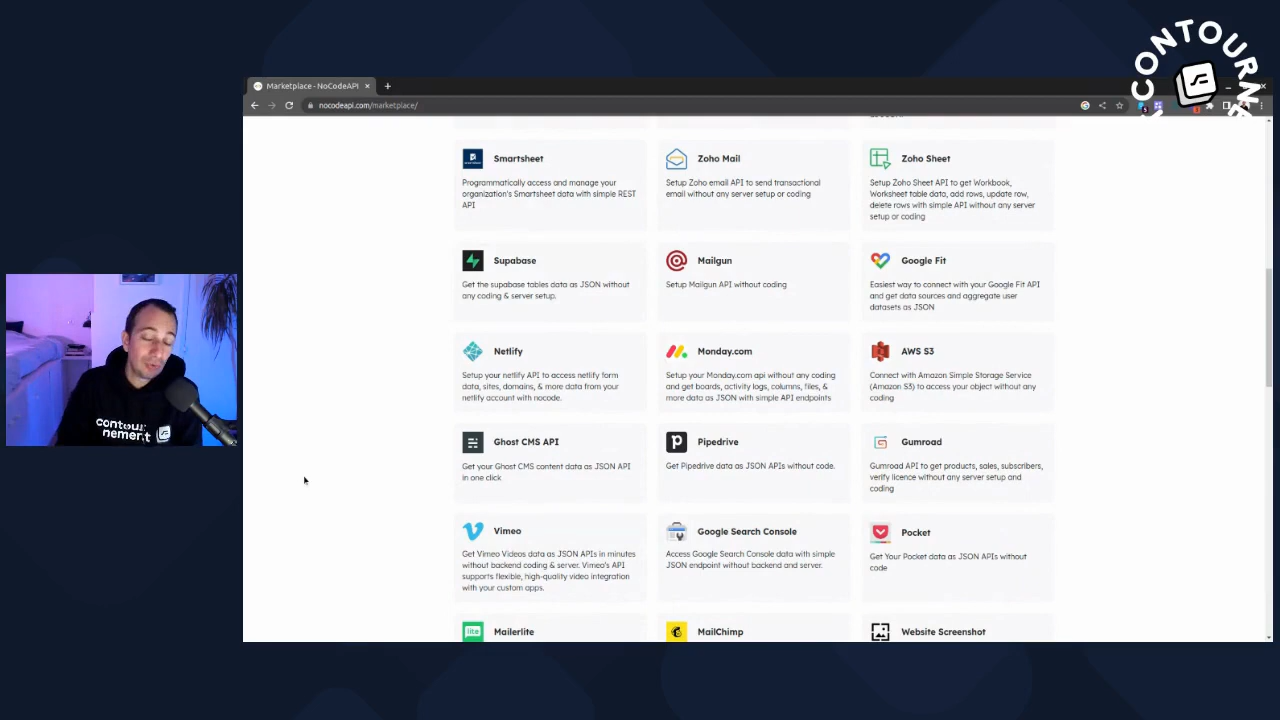 CONTOURNE
Marketplace - NoCodeAPI
nocodeapi.com/marketplace/
Smartsheet
Programmatically access and manage your
organization's Smartsheet data with simple REST
API
Zoho Mail
Setup Zoho email API to send transactional
email without any server setup or coding
Zoho Sheet
Setup Zoho Sheet API to get Workbook,
Worksheet table data, add rows, update row,
delete rows with simple API without any server
setup or coding
Supabase
Get the supabase tables data as JSON without
any coding & server setup.
Mailgun
Setup Mailgun API without coding
Google Fit
Easiest way to connect with your Google Fit API
and get data sources and aggregate user
datasets as JSON
Netlify
Setup your netlify API to access netlify form
data, sites, domains, & more data from your
netlify account with nocode.
Monday.com
Setup your Monday.com api without any coding
and get boards, activity logs, columns, files, &
more data as JSON with simple API endpoints
AWS S3
Connect with Amazon Simple Storage Service
(Amazon S3) to access your object without any
coding
Ghost CMS API
Get your Ghost CMS content data as JSON API
in one click
Pipedrive
Get Pipedrive data as JSON APIs without code.
Gumroad
Gumroad API to get products, sales, subscribers,
verify licence without any server setup and
coding
Vimeo
Get Vimeo Videos data as JSON APIs in minutes
without backend coding & server. Vimeo's API
supports flexible, high-quality video integration
with your custom apps.
Google Search Console
Access Google Search Console data with simple
JSON endpoint without backend and server.
Pocket
Get Your Pocket data as JSON APIs without
code
lite
Mailerlite
MailChimp
Website Screenshot
contour
nement